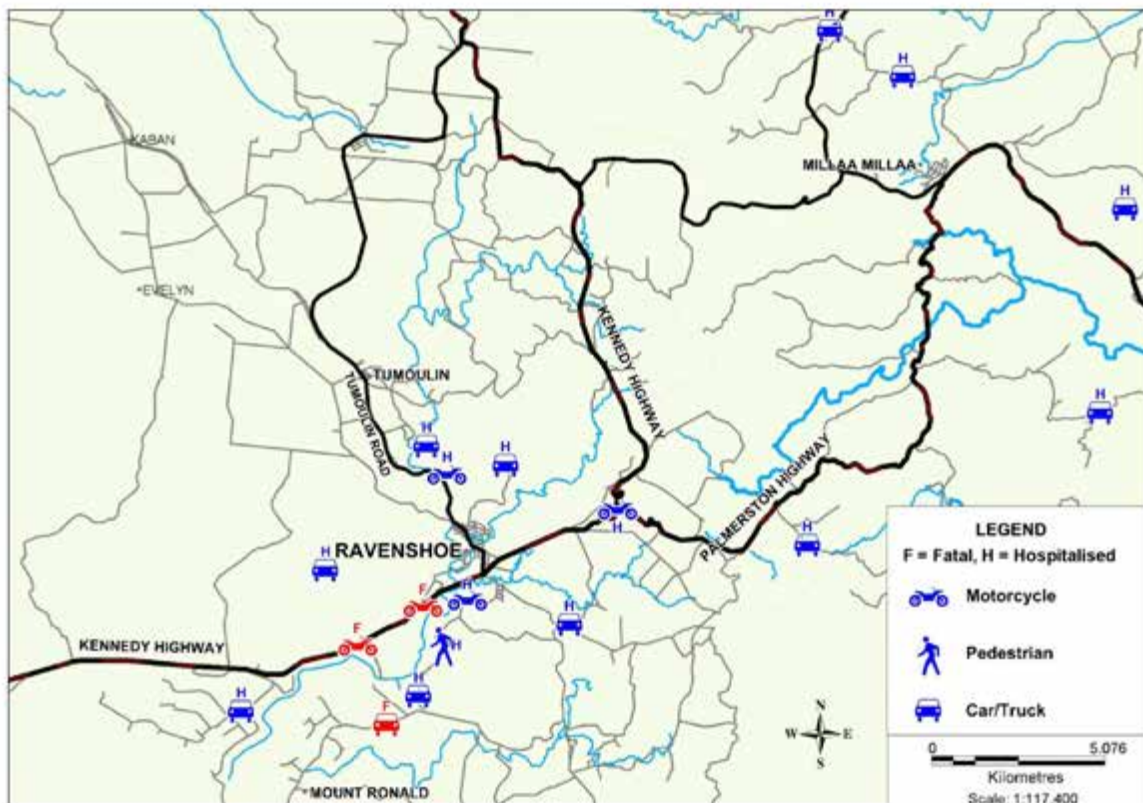 H
H
KABAN
MILLAA MILLAA
H
EVELYN
KENNEDY HIGHWAY
TUMOULIN
TUMOULIN ROAD
H
H
H
H
PALMERSTON HIGHWAY
H
H
RAVENSHOE
H
H
F
H
H
F
H
KENNEDY HIGHWAY
H
H
F
MOUNT RONALD
N
W E
S
LEGEND
F = Fatal, H = Hospitalised
Motorcycle
Pedestrian
Car/Truck
0 5.076
Kilometres
Scale: 1:117,400